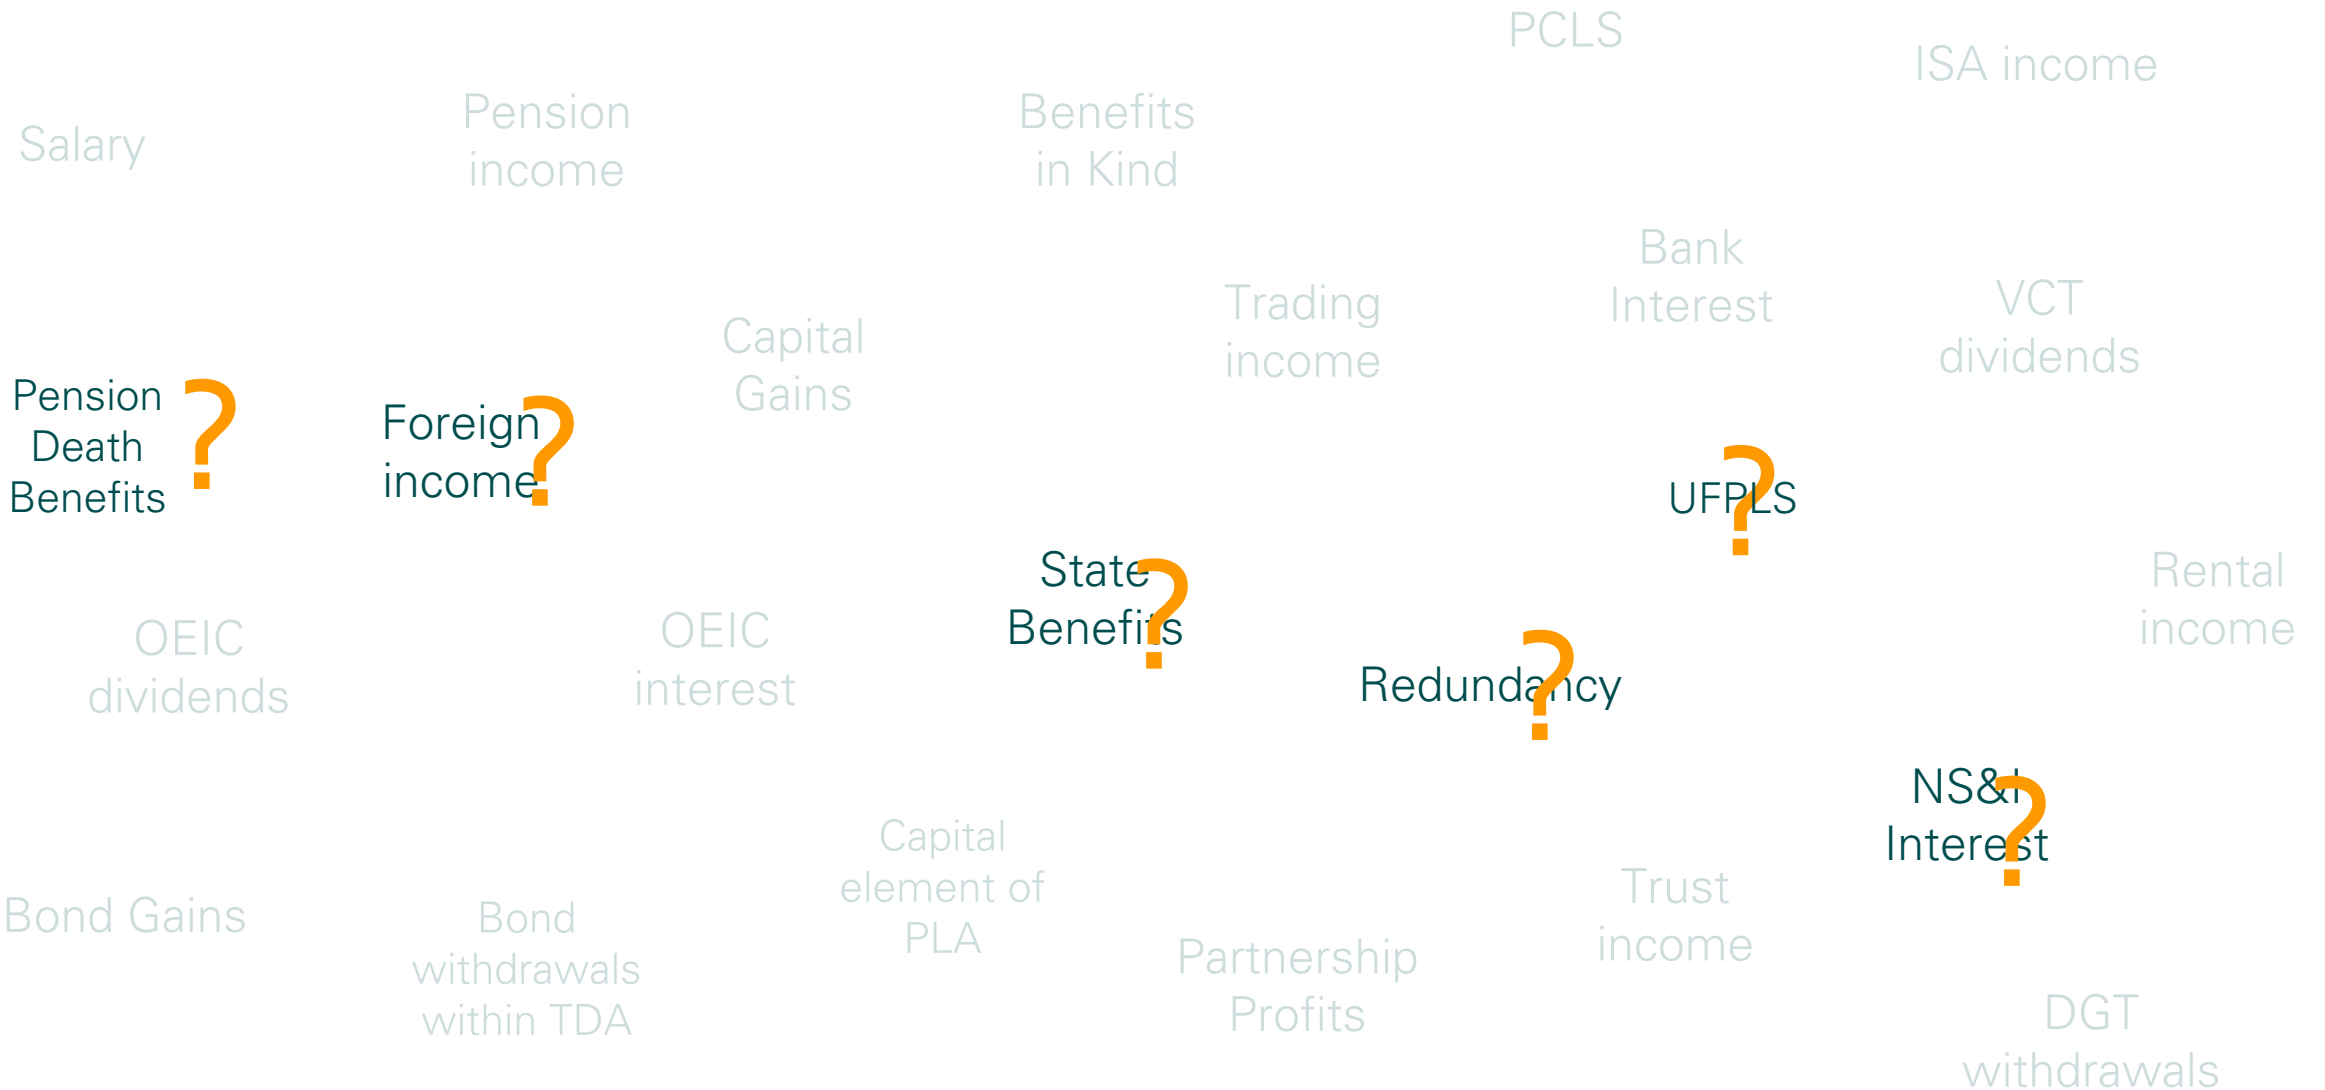 PCLS
ISA income
Salary
Pension
income
Benefits
in Kind
Bank
Interest
Trading
income
VCT
dividends
Capital
Gains
Pension
Death
Benefits
?
Foreign
income
?
UFPLS
?
State
Benefits
?
Rental
income
OEIC
dividends
OEIC
interest
Redundancy
?
NS&I
Interest
?
Capital
element of
PLA
Trust
income
Bond Gains
Bond
withdrawals
within TDA
Partnership
Profits
DGT
withdrawals